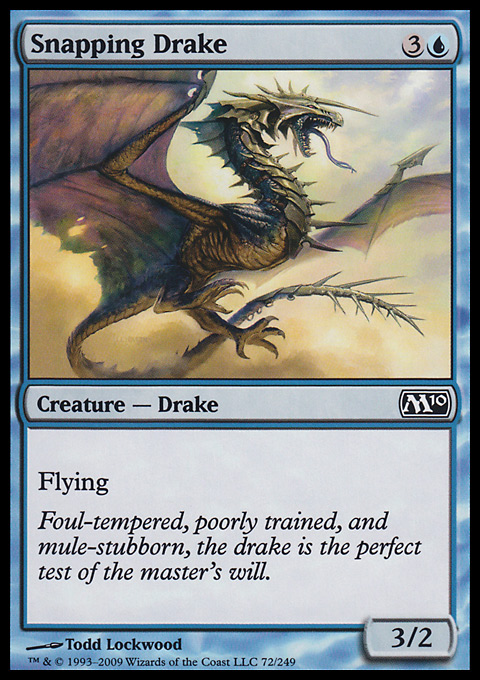 Snapping Drake 3
Creature — Drake M10
Flying
Foul-tempered, poorly trained, and
mule-stubborn, the drake is the perfect
test of the master's will.
3/2
Todd Lockwood
™ & © 1993–2009 Wizards of the Coast LLC 72/249